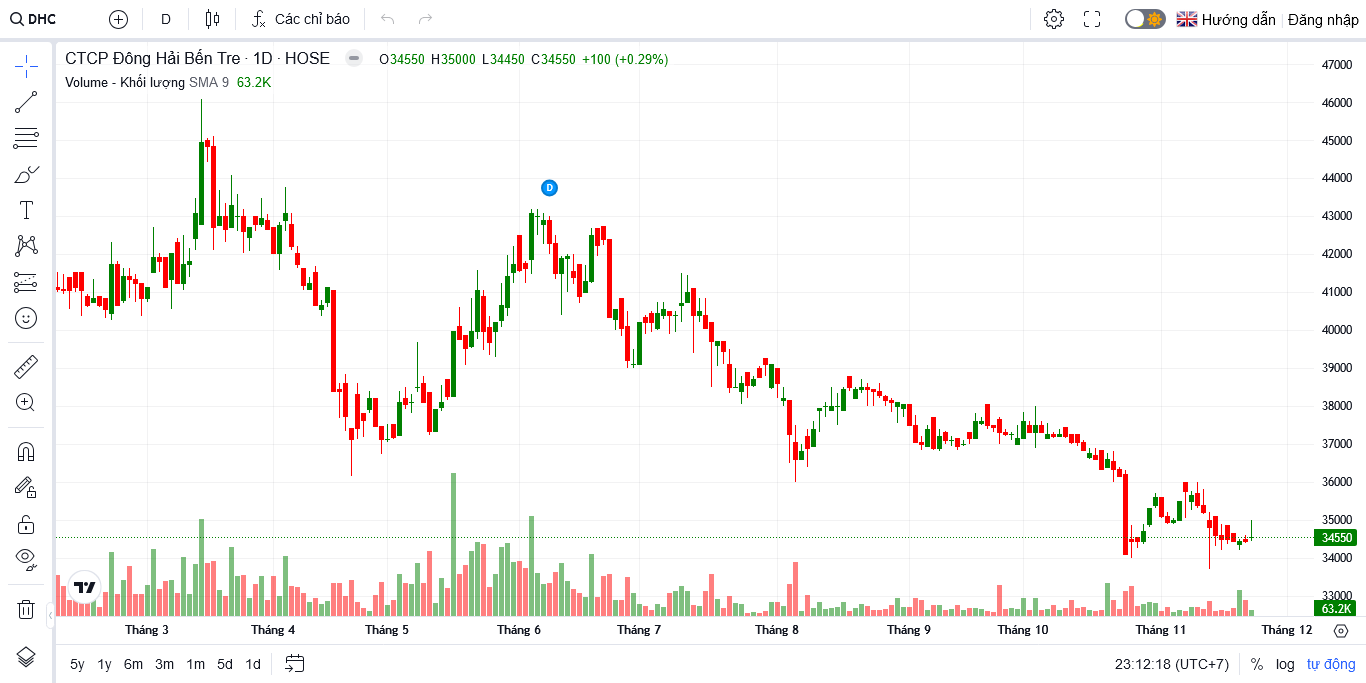 DHC D Các chỉ báo Hướng dẫn Đăng nhập
CTCP Đông Hải Bến Tre · 1D · HOSE O34550 H35000 L34450 C34550 +100 (+0.29%)
Volume - Khối lượng SMA 9 63.2K
47000
46000
45000
44000
43000
42000
41000
40000
39000
38000
37000
36000
35000
34550
34000
33000
63.2K
D
Tháng 3 Tháng 4 Tháng 5 Tháng 6 Tháng 7 Tháng 8 Tháng 9 Tháng 10 Tháng 11 Tháng 12
5y 1y 6m 3m 1m 5d 1d 23:12:18 (UTC+7) % log tự động